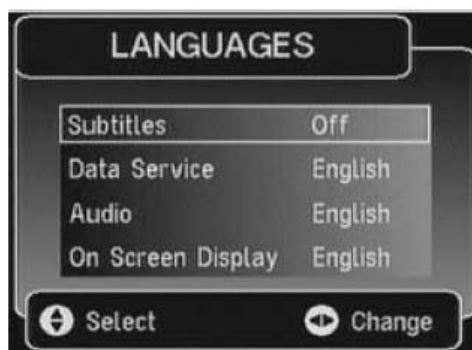 LANGUAGES
Subtitles Off
Data Service English
Audio English
On Screen Display English
Select Change